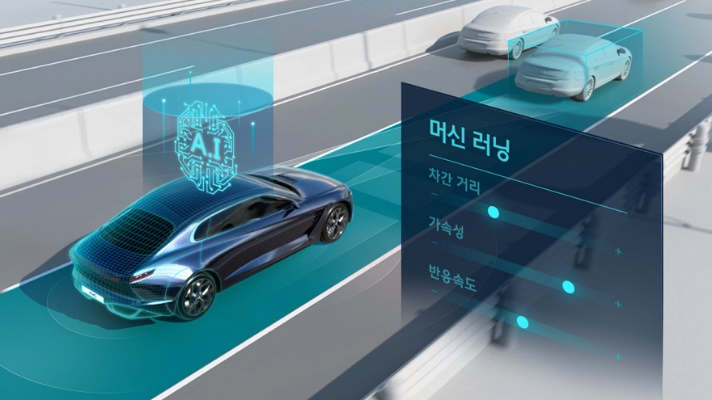 A.I
머신 러닝
차간 거리
- +
가속성
- +
반응속도
- +